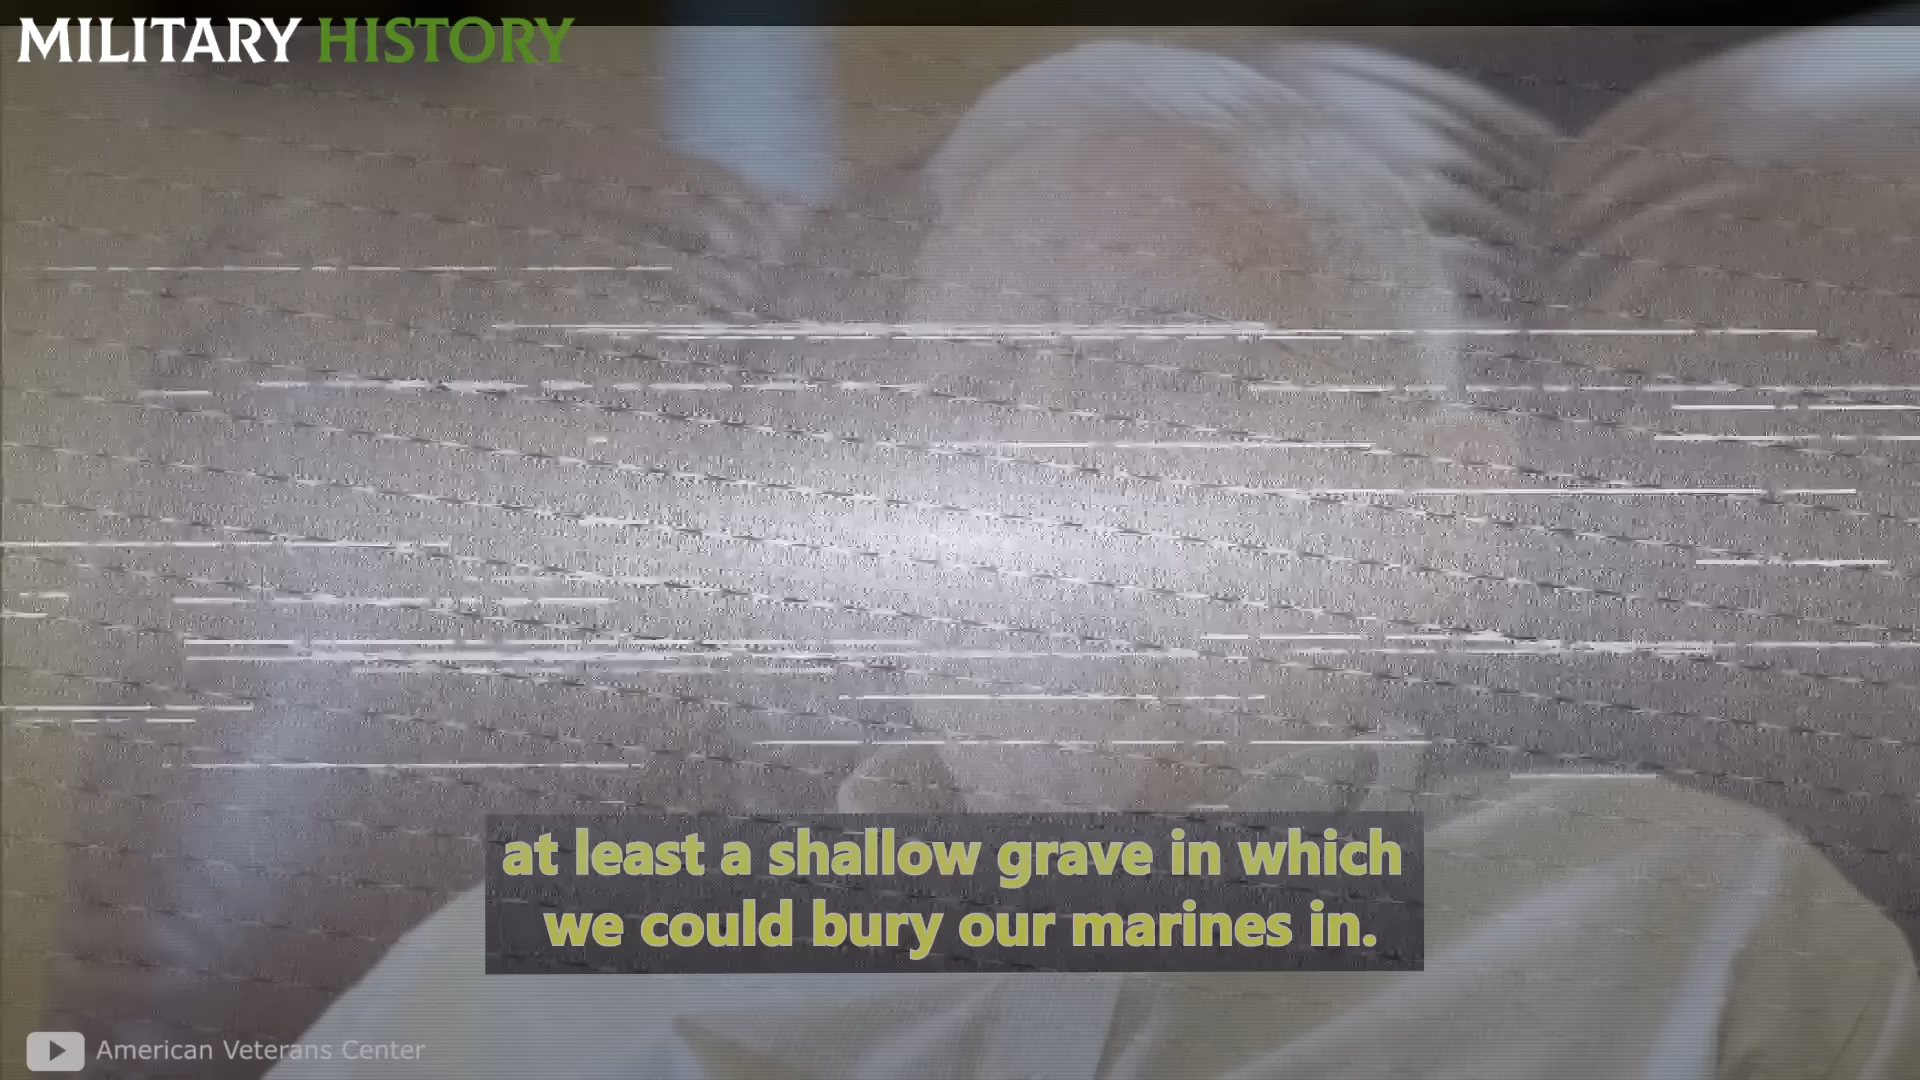 MILITARY HISTORY
at least a shallow grave in which
we could bury our marines in.
American Veterans Center